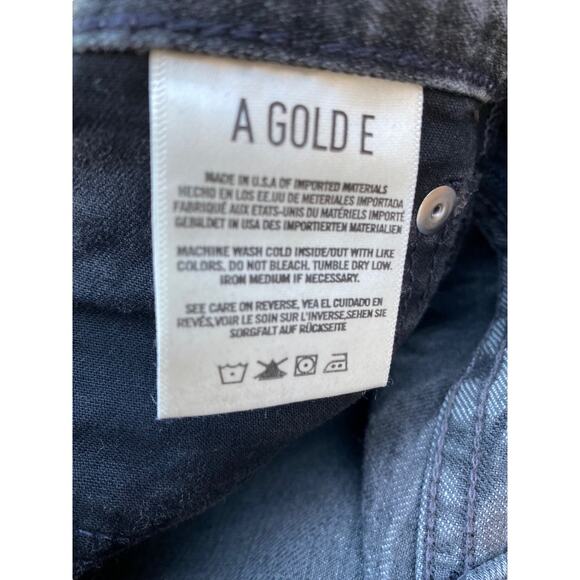 A GOLD E
MADE IN U.S.A OF IMPORTED MATERIALS
HECHO EN LOS EE.UU DE METERIALES IMPORTADA
FABRIQUÉ AUX ETATS-UNIS DU MATÉRIELS IMPORTÉ
GEBILDET IN USA DES IMPORTIERTEN MATERIALIEN
MACHINE WASH COLD INSIDE/OUT WITH LIKE
COLORS. DO NOT BLEACH. TUMBLE DRY LOW.
IRON MEDIUM IF NECESSARY.
SEE CARE ON REVERSE, VEA EL CUIDADO EN
REVÉS,VOIR LE SOIN SUR L'INVERSE,SEHEN SIE
SORGFALT AUF RÜCKSEITE